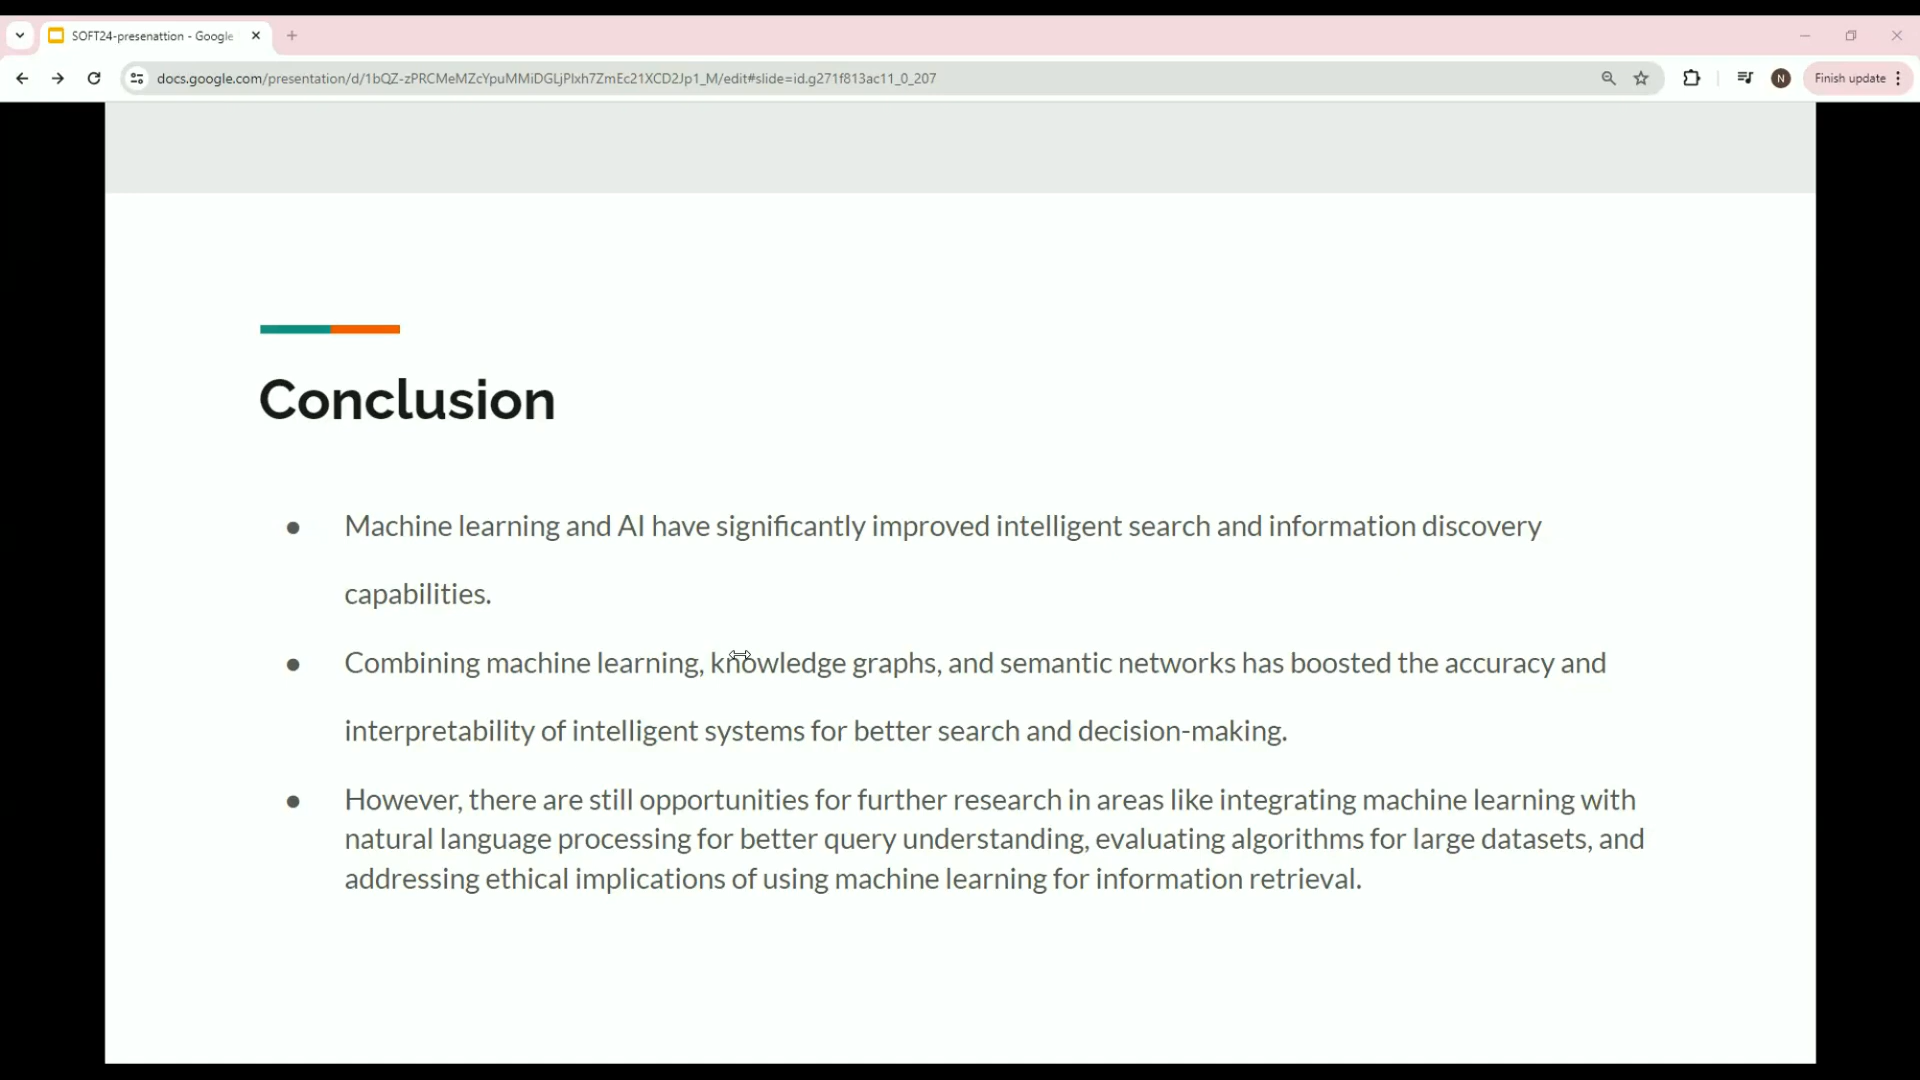 SOFT24-presenattion - Google
docs.google.com/presentation/d/1bQZ-zPRCMeMZcYpuMMiDGLjPlxh7ZmEc21XCD2Jp1_M/edit#slide=id.g271f813ac11_0_207
N
Finish update
Conclusion
● Machine learning and AI have significantly improved intelligent search and information discovery
capabilities.
● Combining machine learning, knowledge graphs, and semantic networks has boosted the accuracy and
interpretability of intelligent systems for better search and decision-making.
● However, there are still opportunities for further research in areas like integrating machine learning with
natural language processing for better query understanding, evaluating algorithms for large datasets, and
addressing ethical implications of using machine learning for information retrieval.